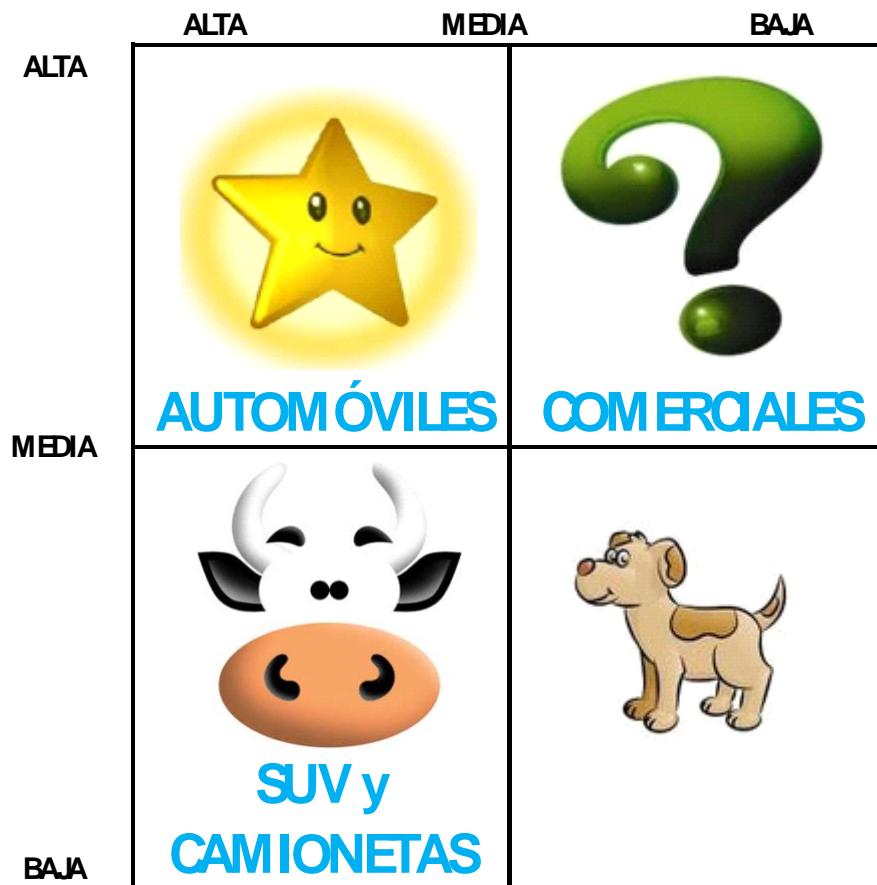 ALTA MEDIA BAJA
ALTA
AUTOMÓVILES COMERCIALES
MEDIA
SUV y
CAMIONETAS
BAJA